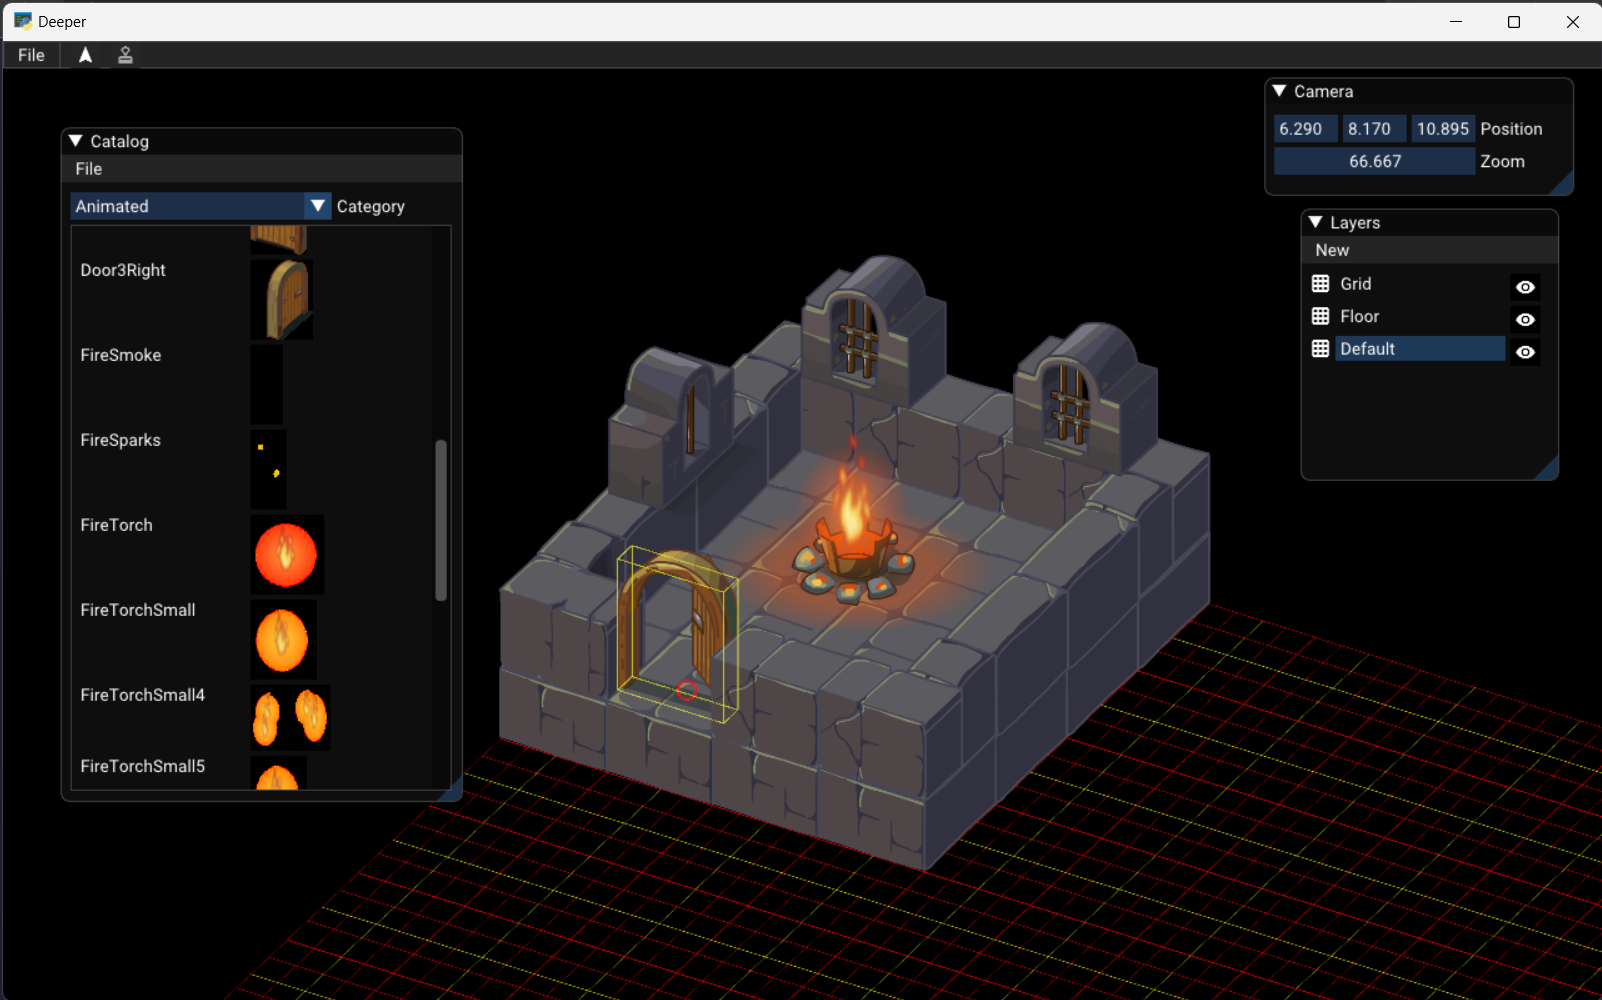 Deeper
File
Catalog
File
Animated
Category
Door3Right
FireSmoke
FireSparks
FireTorch
FireTorchSmall
FireTorchSmall4
FireTorchSmall5
Camera
6.290 8.170 10.895 Position
66.667 Zoom
Layers
New
Grid
Floor
Default